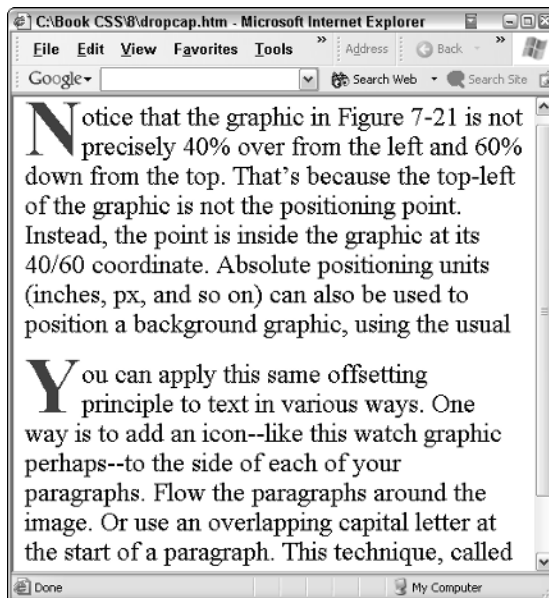 C:\Book CSS\8\dropcap.htm - Microsoft Internet Explorer
File Edit View Favorites Tools » Address Back »
Google Search Web Search Site
Notice that the graphic in Figure 7-21 is not
precisely 40% over from the left and 60%
down from the top. That's because the top-left
of the graphic is not the positioning point.
Instead, the point is inside the graphic at its
40/60 coordinate. Absolute positioning units
(inches, px, and so on) can also be used to
position a background graphic, using the usual
You can apply this same offsetting
principle to text in various ways. One
way is to add an icon--like this watch graphic
perhaps--to the side of each of your
paragraphs. Flow the paragraphs around the
image. Or use an overlapping capital letter at
the start of a paragraph. This technique, called
Done My Computer